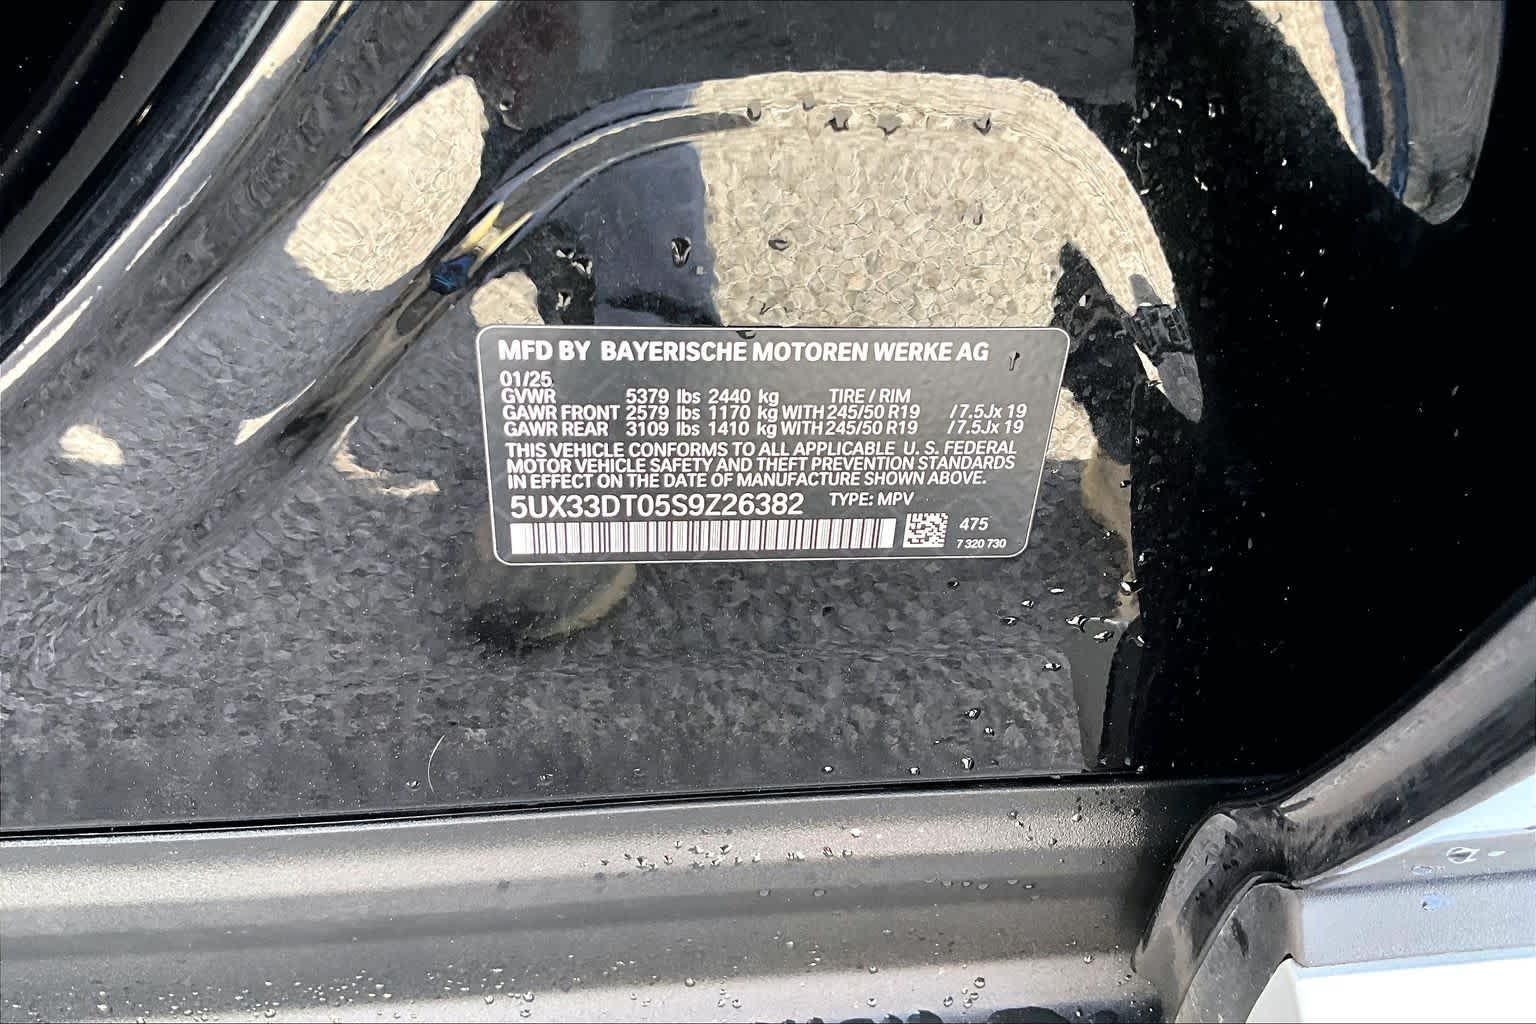 MFD BY BAYERISCHE MOTOREN WERKE AG
01/25
GVWR 5379 lbs 2440 kg TIRE / RIM
GAWR FRONT 2579 lbs 1170 kg WITH 245/50 R19 /7.5Jx 19
GAWR REAR 3109 lbs 1410 kg WITH 245/50 R19 /7.5Jx 19
THIS VEHICLE CONFORMS TO ALL APPLICABLE U. S. FEDERAL
MOTOR VEHICLE SAFETY AND THEFT PREVENTION STANDARDS
IN EFFECT ON THE DATE OF MANUFACTURE SHOWN ABOVE.
5UX33DT05S9Z26382 TYPE: MPV
475
7 320 730